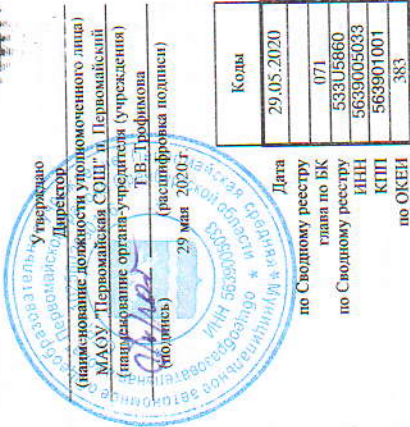 Утверждаю
Директор
(наименование должности уполномоченного лица)
МАОУ "Первомайская СОШ" п. Первомайский
(наименование органа-учредителя (учреждения)
Т.В. Трофимова
(подпись) (расшифровка подписи)
29 мая 2020 г
Коды
Дата 29.05.2020
по Сводному реестру
глава по БК 071
по Сводному реестру 533U5860
ИНН 5639005033
КПП 563901001
по ОКЕИ 383